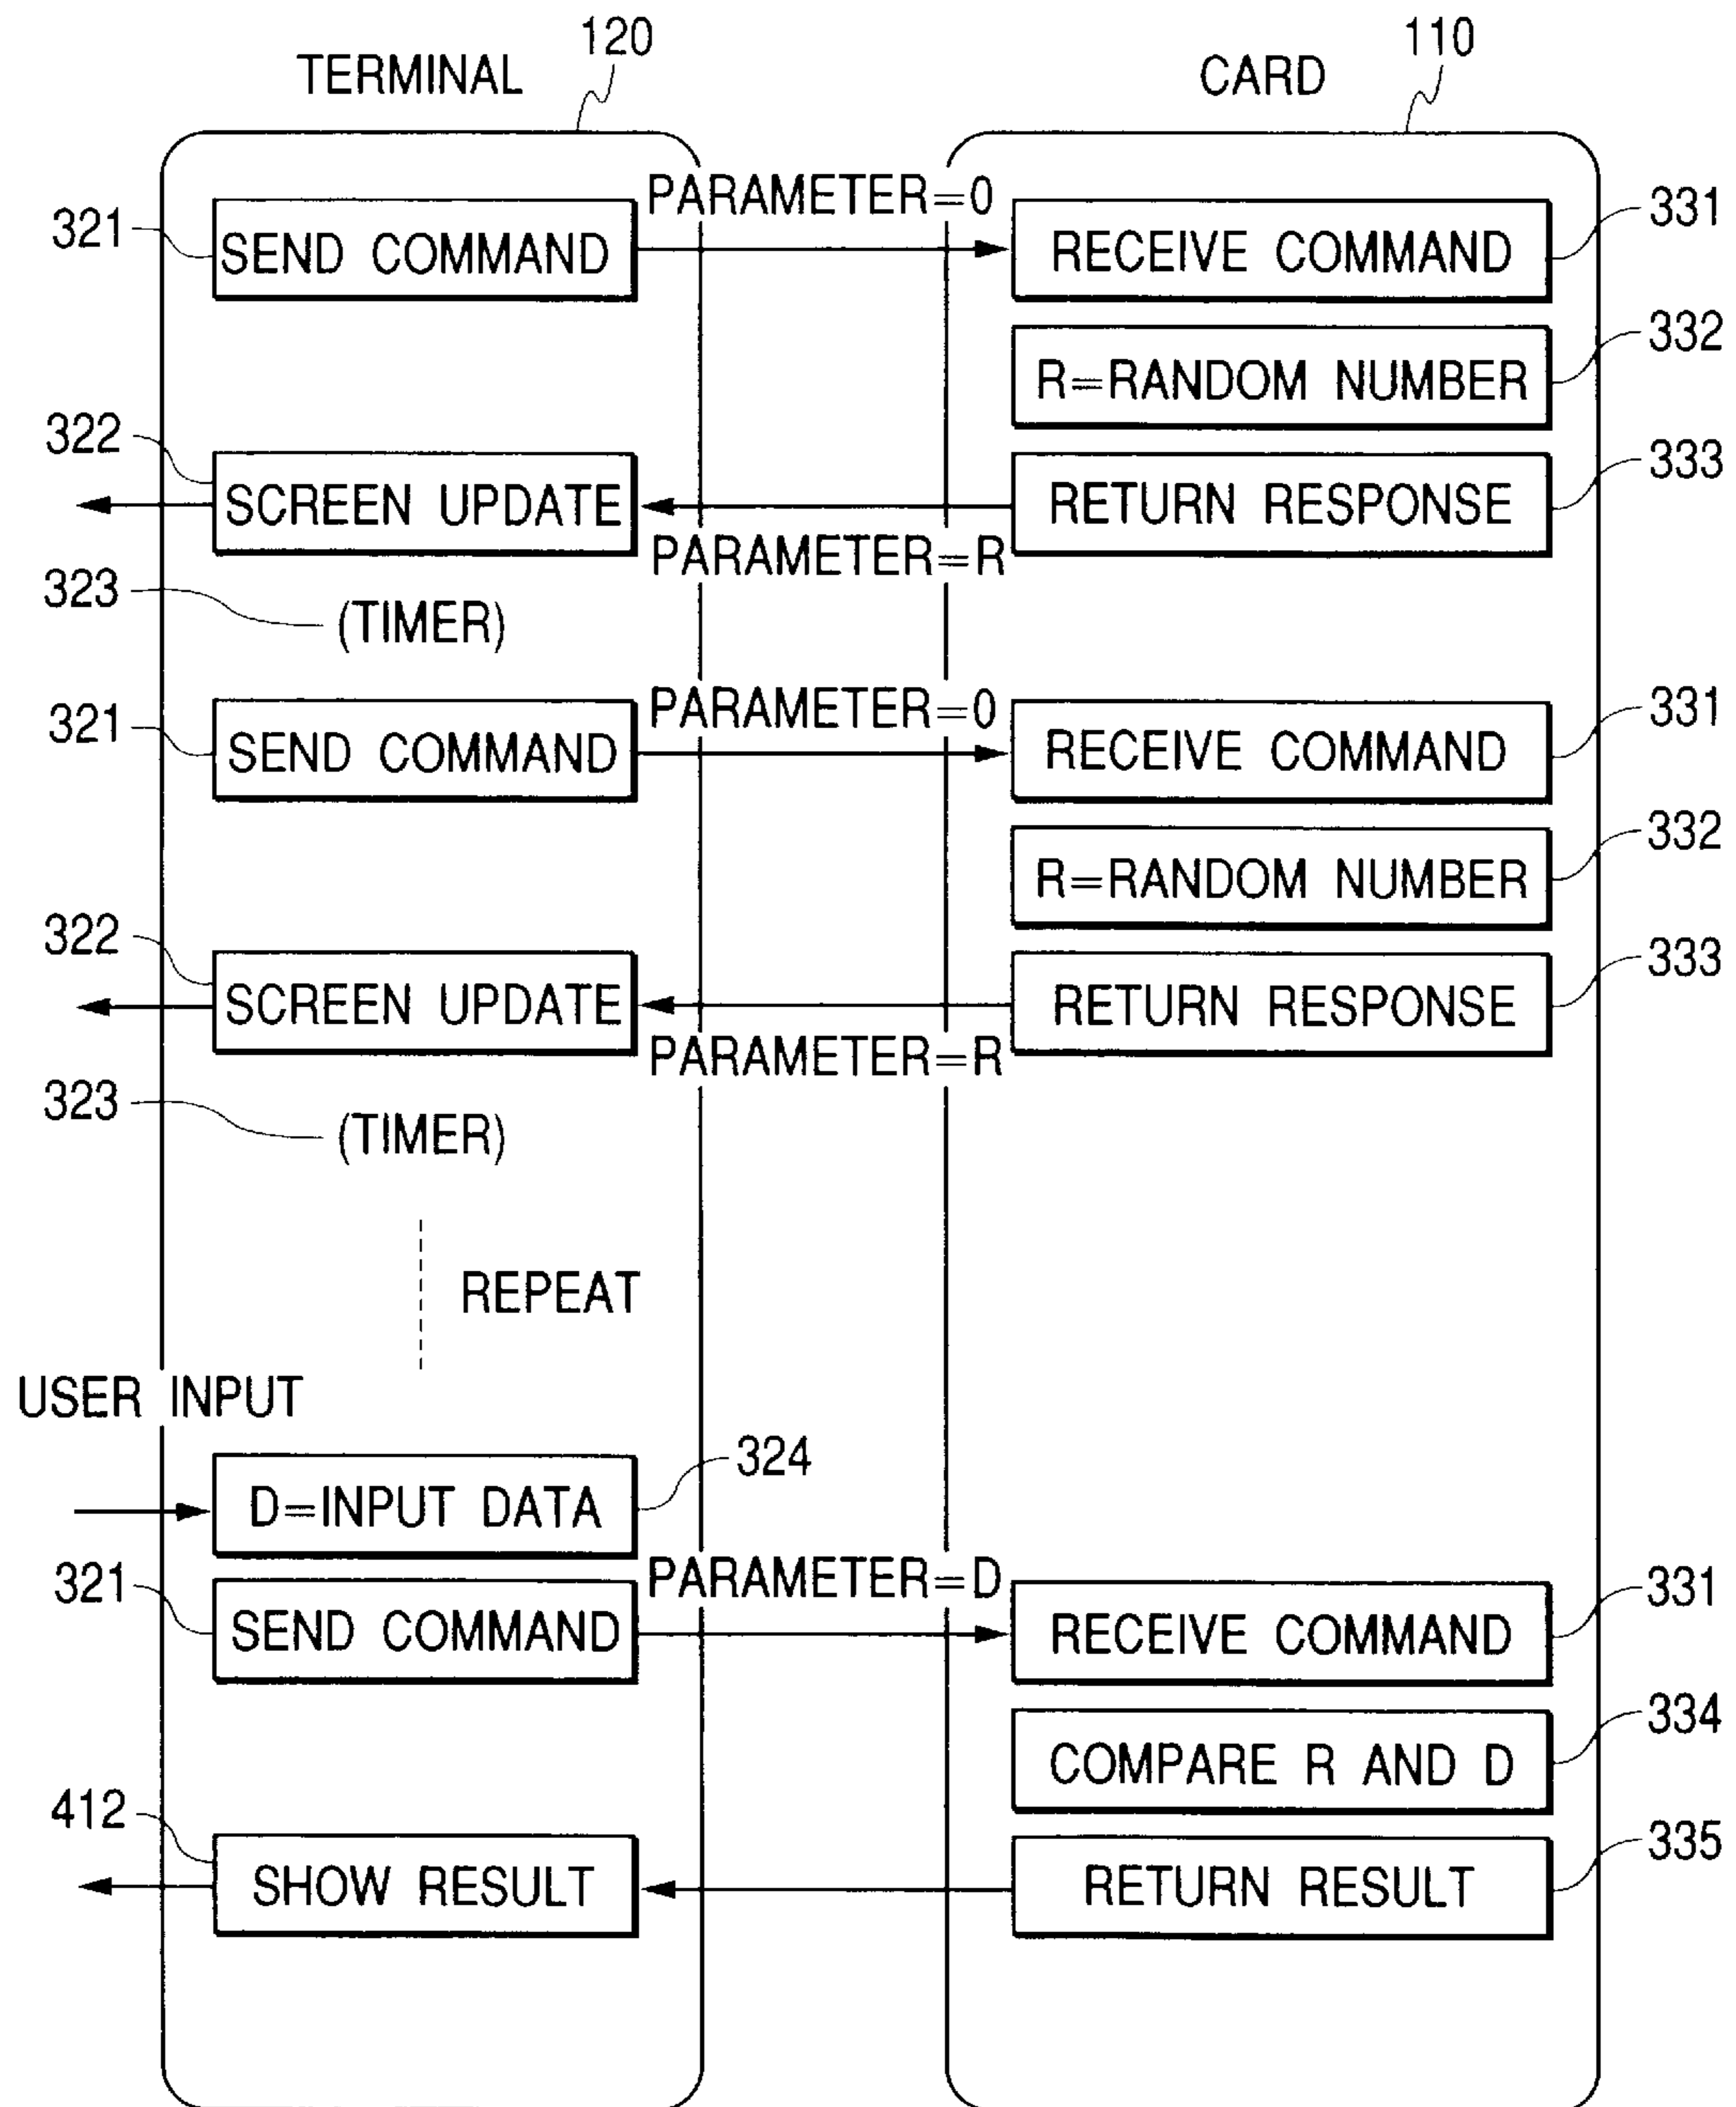 120
110
TERMINAL
CARD
PARAMETER=0
321
SEND COMMAND
RECEIVE COMMAND
331
R=RANDOM NUMBER
332
322
SCREEN UPDATE
RETURN RESPONSE
333
PARAMETER=R
323
(TIMER)
PARAMETER=0
321
SEND COMMAND
RECEIVE COMMAND
331
R=RANDOM NUMBER
332
322
SCREEN UPDATE
RETURN RESPONSE
333
PARAMETER=R
323
(TIMER)
REPEAT
USER INPUT
D=INPUT DATA
324
PARAMETER=D
321
SEND COMMAND
RECEIVE COMMAND
331
COMPARE R AND D
334
412
SHOW RESULT
RETURN RESULT
335